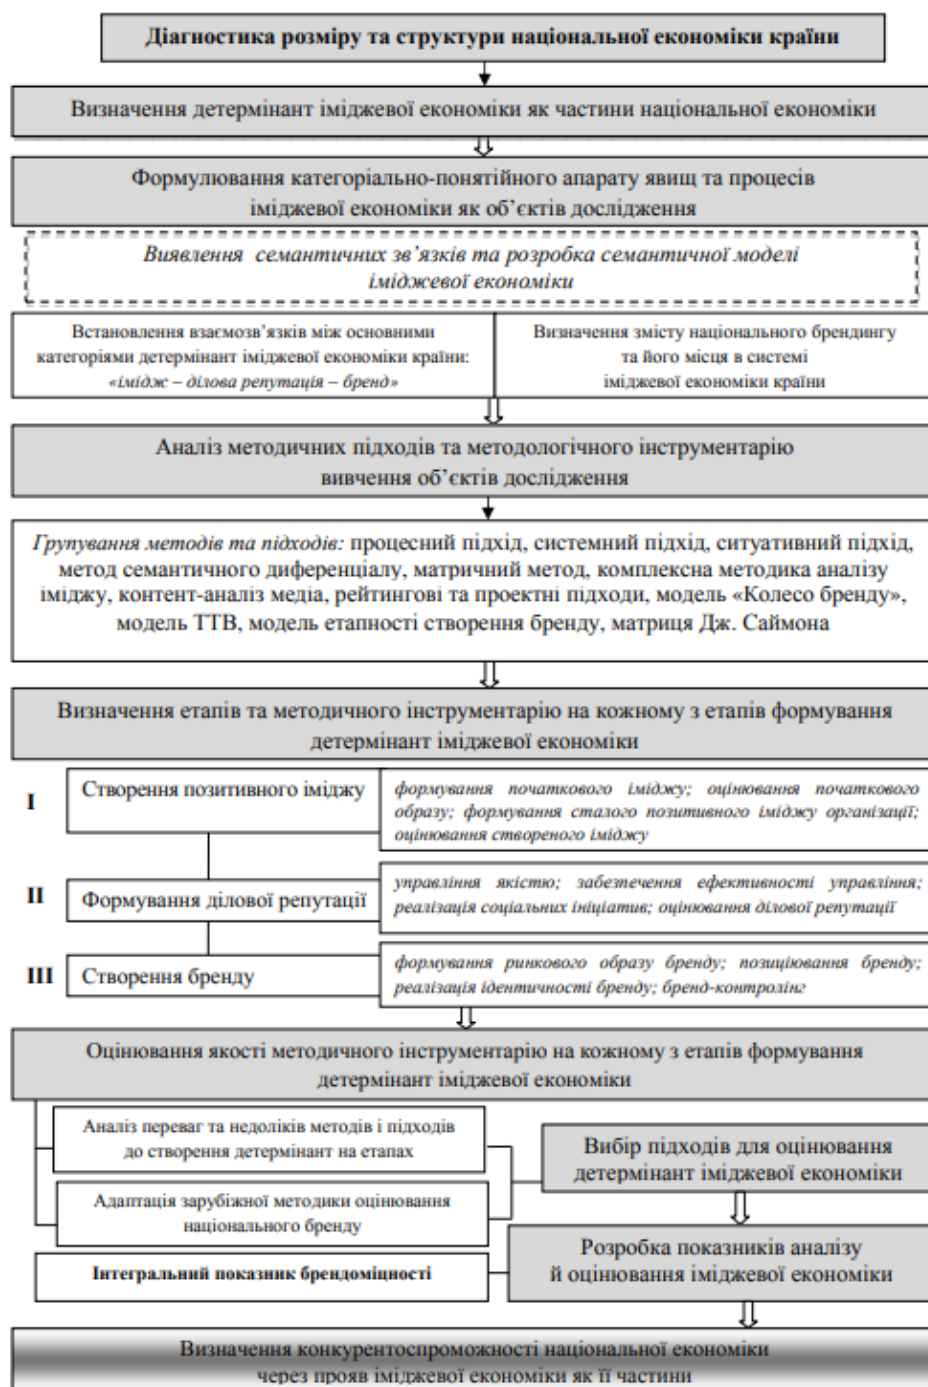 Діагностика розміру та структури національної економіки країни
Визначення детермінант іміджевої економіки як частини національної економіки
Формулювання категоріально-понятійного апарату явищ та процесів
іміджевої економіки як об’єктів дослідження
Виявлення семантичних зв’язків та розробка семантичної моделі
іміджевої економіки
Встановлення взаємозв’язків між основними
категоріями детермінант іміджевої економіки країни:
«імідж – ділова репутація – бренд»
Визначення змісту національного брендингу
та його місця в системі
іміджевої економіки країни
Аналіз методичних підходів та методологічного інструментарію
вивчення об’єктів дослідження
Групування методів та підходів: процесний підхід, системний підхід, ситуативний підхід,
метод семантичного диференціалу, матричний метод, комплексна методика аналізу
іміджу, контент-аналіз медіа, рейтингові та проектні підходи, модель «Колесо бренду»,
модель ТТВ, модель етапності створення бренду, матриця Дж. Саймона
Визначення етапів та методичного інструментарію на кожному з етапів формування
детермінант іміджевої економіки
I
Створення позитивного іміджу
формування початкового іміджу; оцінювання початкового
образу; формування сталого позитивного іміджу організації;
оцінювання створеного іміджу
II
Формування ділової репутації
управління якістю; забезпечення ефективності управління;
реалізація соціальних ініціатив; оцінювання ділової репутації
III
Створення бренду
формування ринкового образу бренду; позиціювання бренду;
реалізація ідентичності бренду; бренд-контролінг
Оцінювання якості методичного інструментарію на кожному з етапів формування
детермінант іміджевої економіки
Аналіз переваг та недоліків методів і підходів
до створення детермінант на етапах
Адаптація зарубіжної методики оцінювання
національного бренду
Вибір підходів для оцінювання
детермінант іміджевої економіки
Інтегральний показник брендоміцності
Розробка показників аналізу
й оцінювання іміджевої економіки
Визначення конкурентоспроможності національної економіки
через прояв іміджевої економіки як її частини